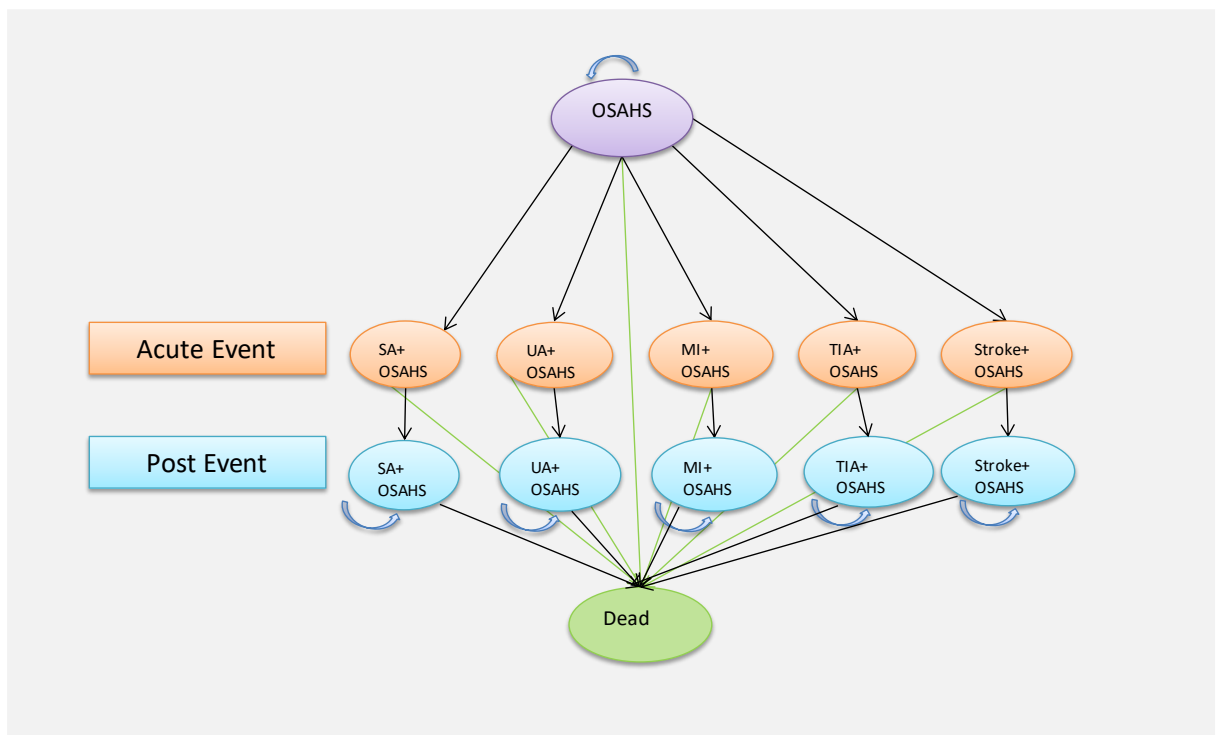 OSAHS
Acute Event
SA+
OSAHS
UA+
OSAHS
MI+
OSAHS
TIA+
OSAHS
Stroke+
OSAHS
Post Event
SA+
OSAHS
UA+
OSAHS
MI+
OSAHS
TIA+
OSAHS
Stroke+
OSAHS
Dead